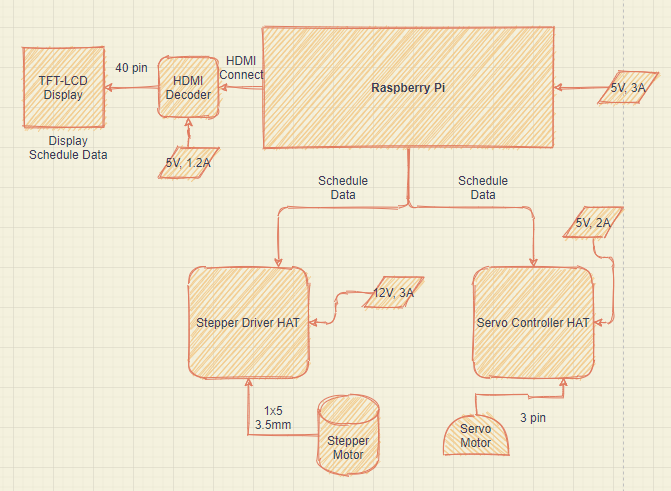 40 pin
HDMI
Connect
TFT-LCD
Display
HDMI
Decoder
Raspberry Pi
5V, 3A
Display
Schedule Data
5V, 1.2A
Schedule
Data
Schedule
Data
5V, 2A
12V, 3A
Stepper Driver HAT
Servo Controller HAT
1x5
3.5mm
3 pin
Stepper
Motor
Servo
Motor